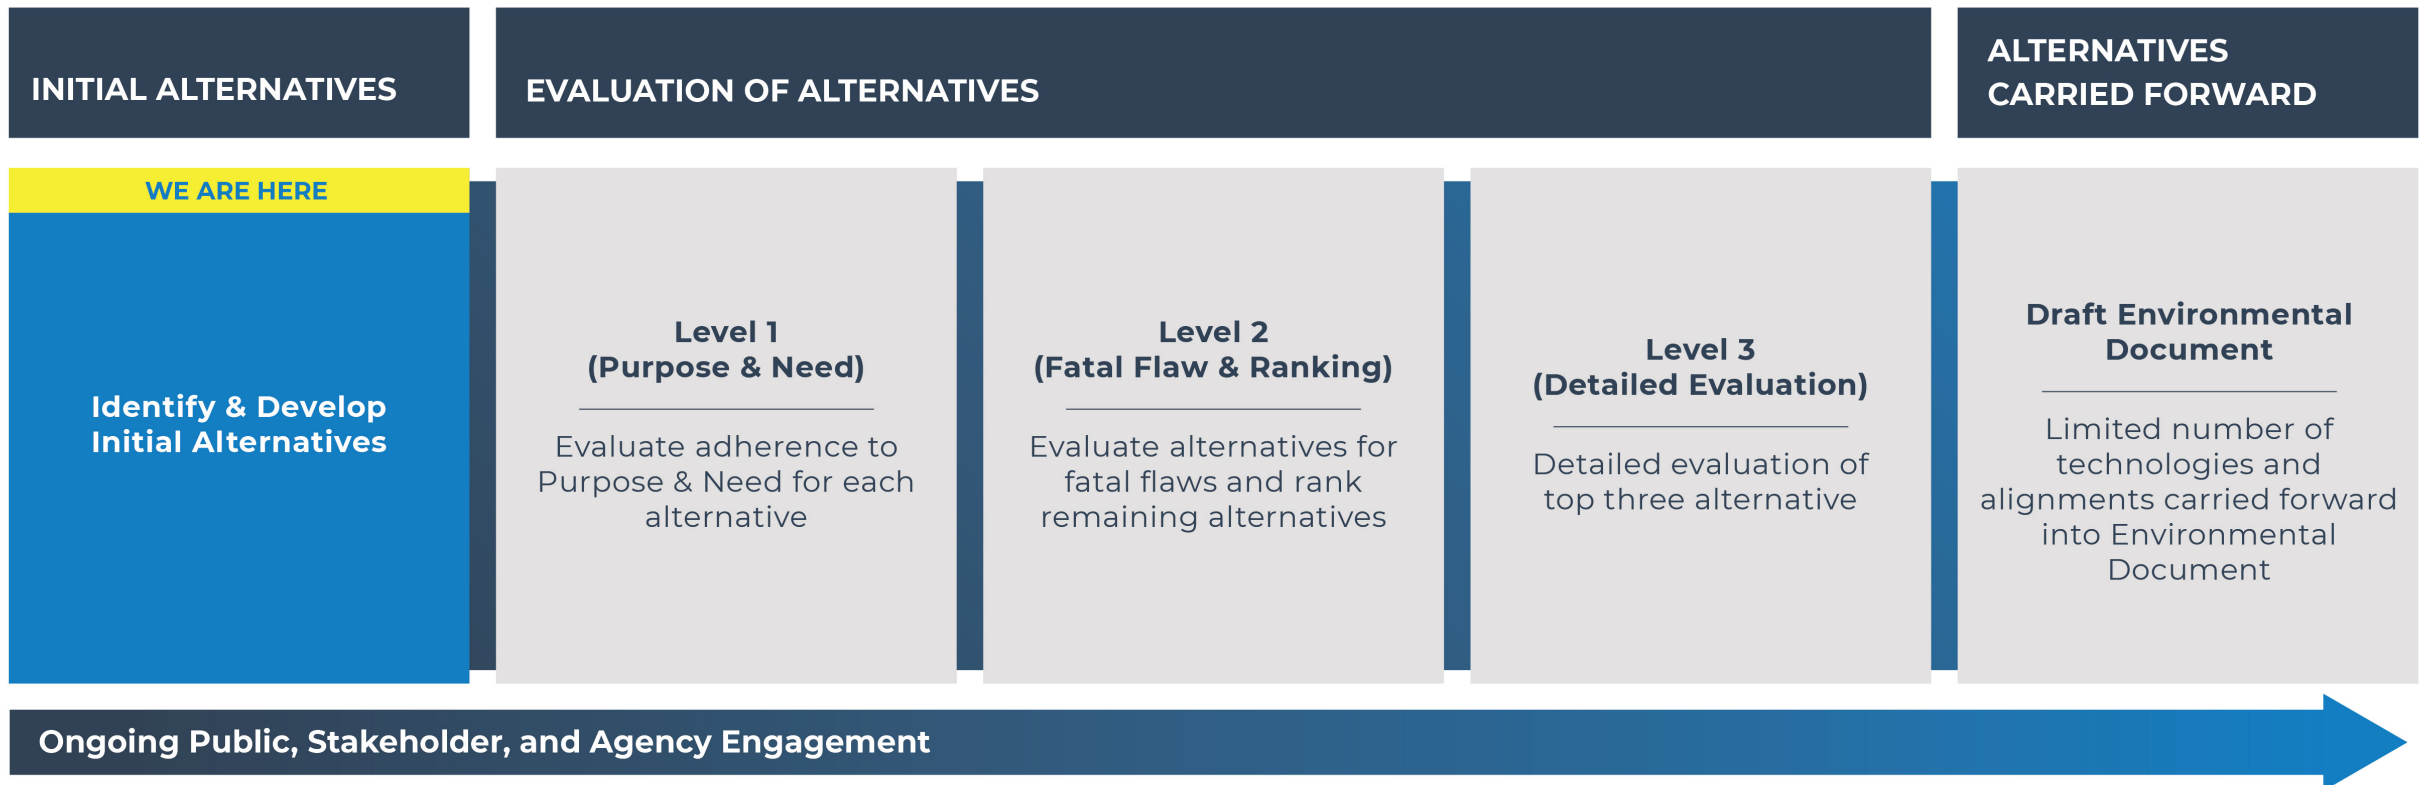 INITIAL ALTERNATIVES
EVALUATION OF ALTERNATIVES
ALTERNATIVES
CARRIED FORWARD
WE ARE HERE
Identify & Develop
Initial Alternatives
Level 1
(Purpose & Need)
Evaluate adherence to
Purpose & Need for each
alternative
Level 2
(Fatal Flaw & Ranking)
Evaluate alternatives for
fatal flaws and rank
remaining alternatives
Level 3
(Detailed Evaluation)
Detailed evaluation of
top three alternative
Draft Environmental
Document
Limited number of
technologies and
alignments carried forward
into Environmental
Document
Ongoing Public, Stakeholder, and Agency Engagement